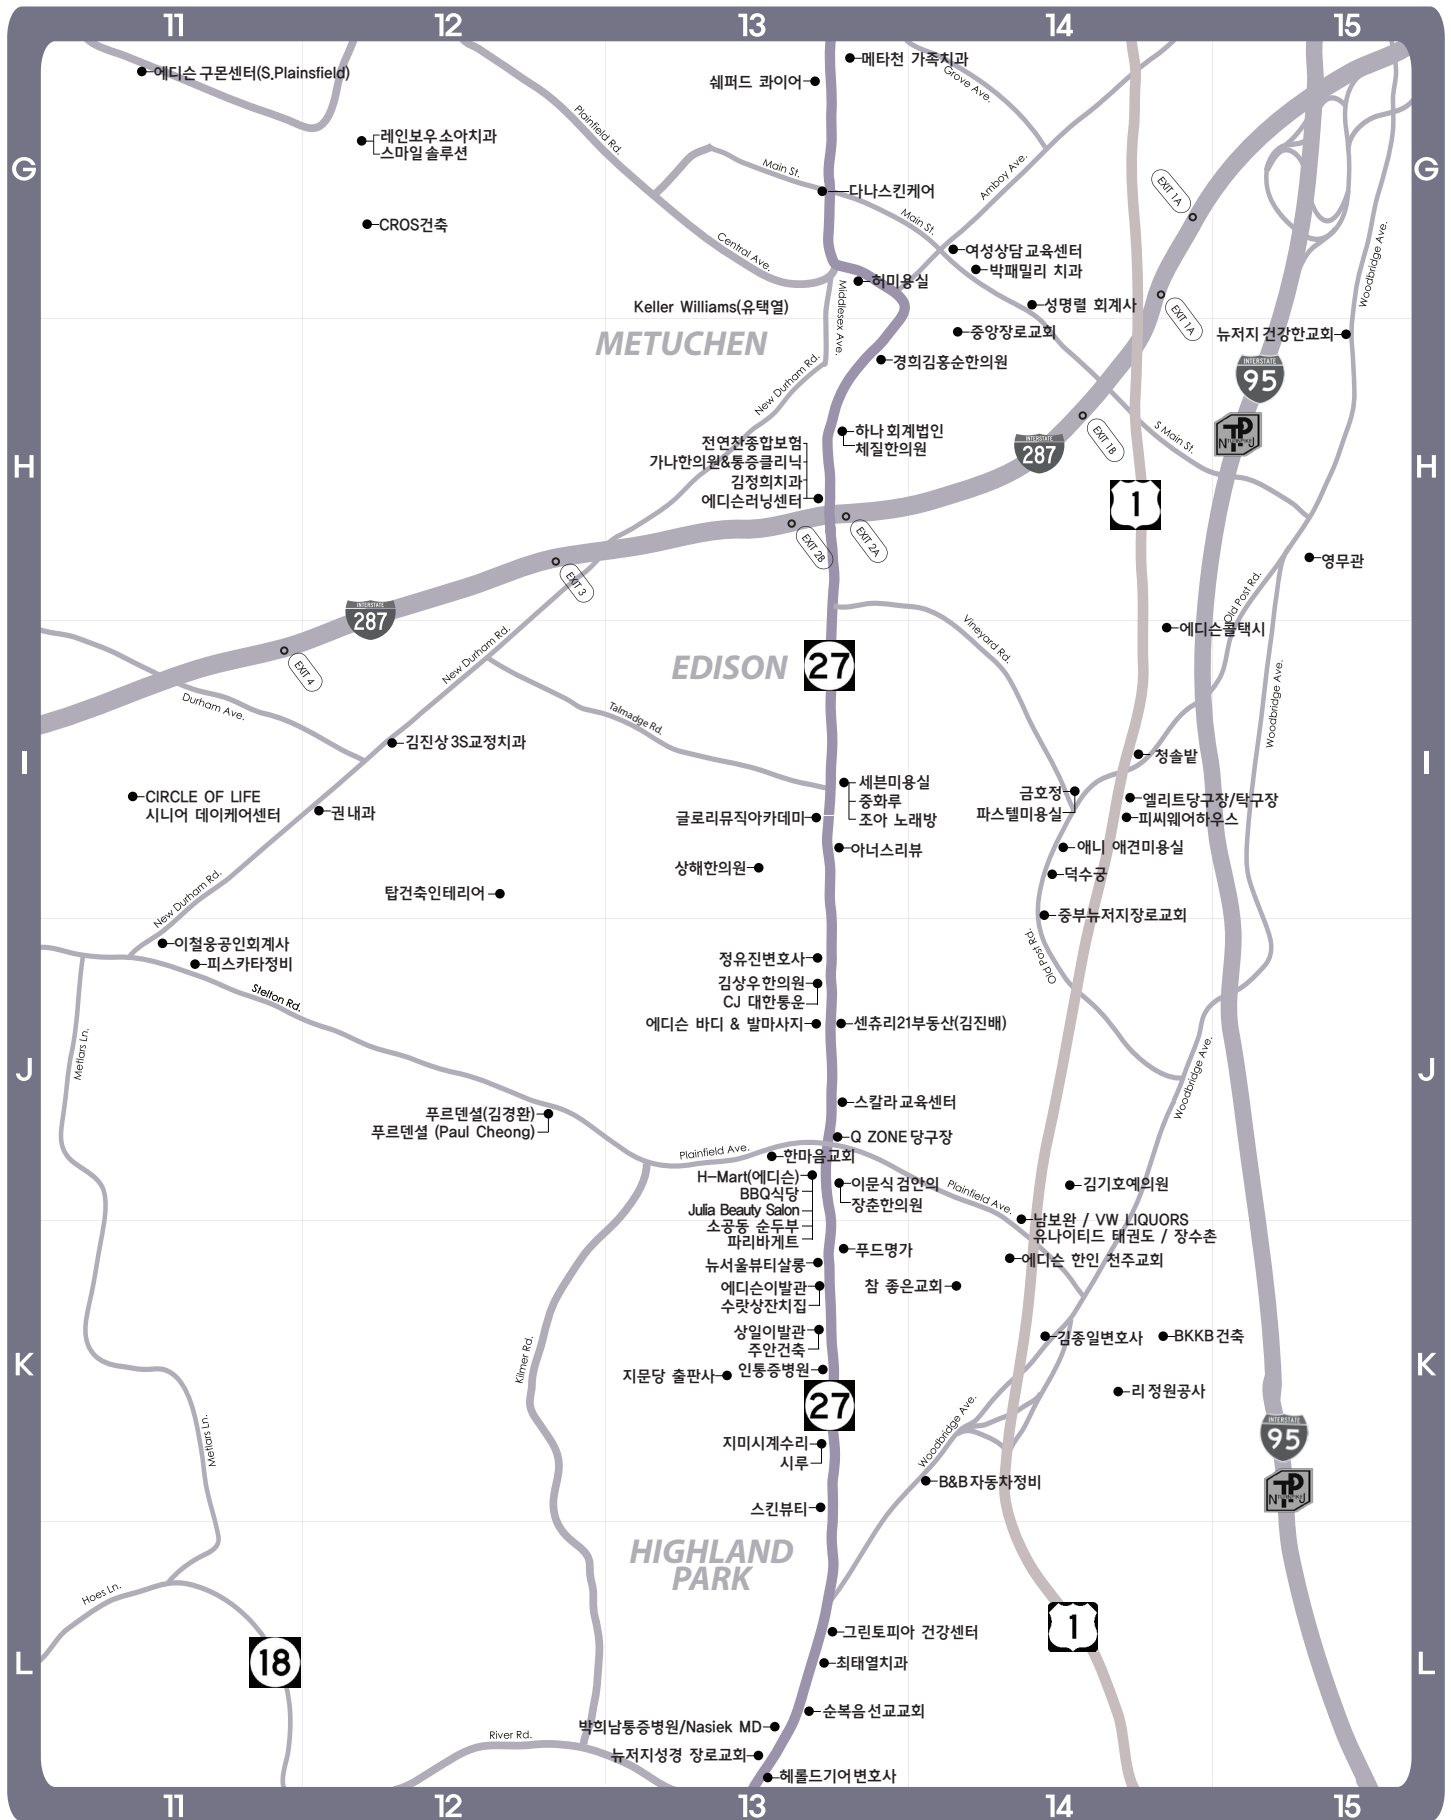 11 12 13 14 15
에디슨 구몬센터(S.Plainsfield)
메타천 가족치과
쉐퍼드 콰이어
Grove Ave.
Plainfield Rd.
레인보우 소아치과
스마일 솔루션
G
G
Main St.
Amboy Ave.
EXIT 1A
다나스킨케어
CROS건축
Main St.
Central Ave.
여성상담 교육센터
박패밀리 치과
Woodbridge Ave.
허미용실
Middlesex Ave.
Keller Williams(유택열)
성명렬 회계사
EXIT 1A
METUCHEN
중앙장로교회
뉴저지 건강한교회
경희김홍순한의원
New Durham Rd.
INTERSTATE
95
EXIT 1B
S Main St.
하나 회계법인
체질한의원
전연찬종합보험
가나한의원&통증클리닉
김정희치과
에디슨러닝센터
INTERSTATE
287
H
H
1
EXIT 2B
EXIT 2A
EXIT 3
영무관
INTERSTATE
287
Old Post Rd.
에디슨콜택시
Vineyard Rd.
New Durham Rd.
EXIT 4
EDISON
27
Durham Ave.
Talmadge Rd.
Woodbridge Ave.
김진상 3S교정치과
청솔밭
I
I
CIRCLE OF LIFE
시니어 데이케어센터
권내과
세븐미용실
중화루
조아 노래방
글로리뮤직아카데미
금호정
파스텔미용실
엘리트당구장/탁구장
피씨웨어하우스
아너스리뷰
애니 애견미용실
상해한의원
덕수궁
탑건축인테리어
New Durham Rd.
중부뉴저지장로교회
이철웅공인회계사
피스카타정비
Old Post Rd.
정유진변호사
김상우한의원
CJ 대한통운
Stelton Rd.
에디슨 바디 & 발마사지
센츄리21부동산(김진배)
Metlars Ln.
J
J
Woodbridge Ave.
스칼라 교육센터
푸르덴셜(김경환)
푸르덴셜 (Paul Cheong)
Q ZONE 당구장
Plainfield Ave.
한마음교회
H-Mart(에디슨)
BBQ식당
Julia Beauty Salon
소공동 순두부
파리바게트
이문식 검안의
장춘한의원
Plainfield Ave.
김기호예의원
남보완 / VW LIQUORS
유나이티드 태권도 / 장수촌
푸드명가
에디슨 한인 천주교회
뉴서울뷰티살롱
에디슨이발관
수랏상잔치집
참 좋은교회
상일이발관
주안건축
김종일변호사
BKKB 건축
Kilmer Rd.
K
K
지문당 출판사
인통증병원
리 정원공사
27
Metlars Ln.
Woodbridge Ave.
지미시계수리
시루
INTERSTATE
95
B&B 자동차정비
스킨뷰티
HIGHLAND
PARK
Hoes Ln.
그린토피아 건강센터
1
18
L
L
최태열치과
순복음 선교교회
박희남통증병원/Nasiek MD
River Rd.
뉴저지성경 장로교회
헤롤드기어 변호사
11 12 13 14 15